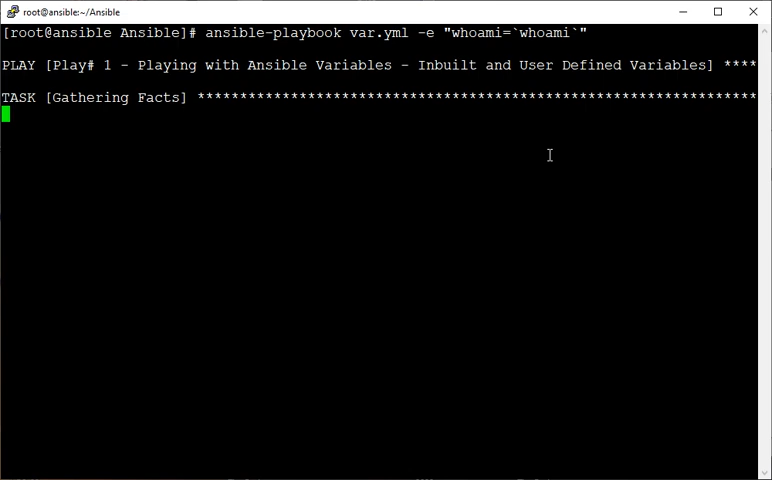 root@ansible:~/Ansible
[root@ansible Ansible]# ansible-playbook var.yml -e "whoami=`whoami`"
PLAY [Play# 1 - Playing with Ansible Variables - Inbuilt and User Defined Variables] ****
TASK [Gathering Facts] ******************************************************************